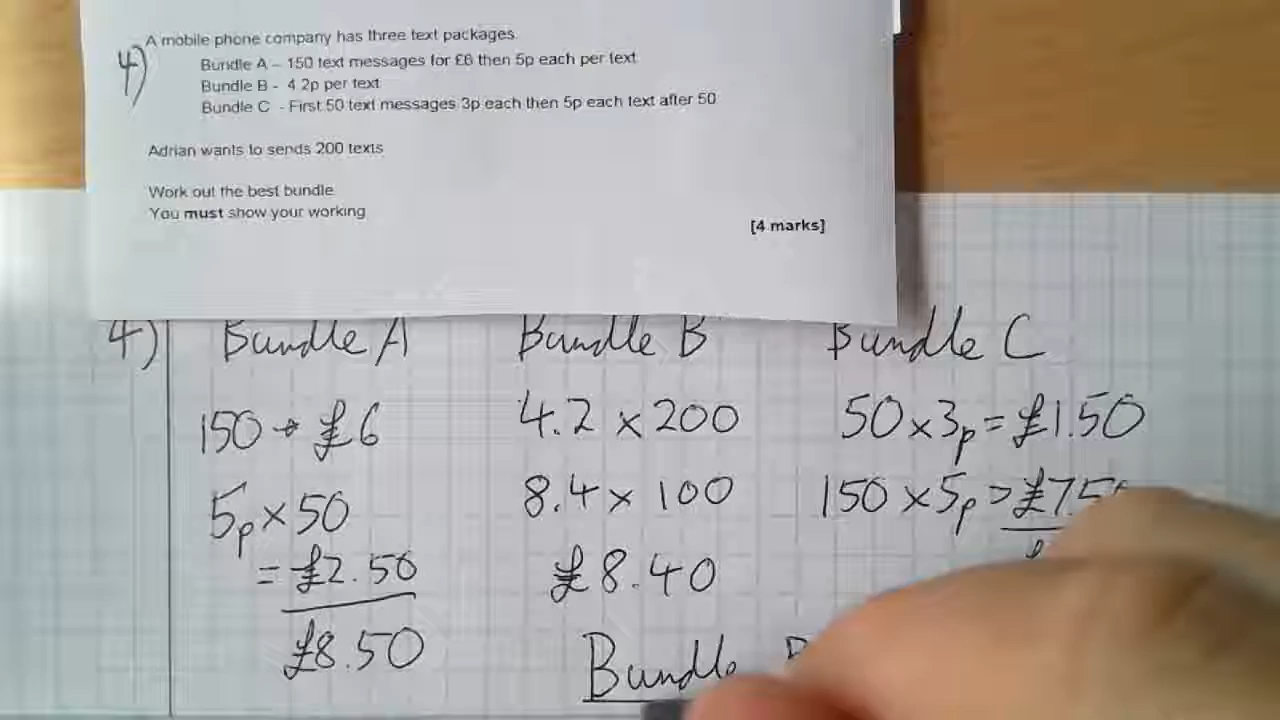 4) A mobile phone company has three text packages.
Bundle A - 150 text messages for £6 then 5p each per text
Bundle B - 4.2p per text
Bundle C - First 50 text messages 3p each then 5p each text after 50
Adrian wants to sends 200 texts
Work out the best bundle.
You must show your working
[4 marks]
4)
Bundle A
150 → £6
5p × 50
= £2.50
£8.50
Bundle B
4.2 × 200
8.4 × 100
£8.40
Bundle C
50 × 3p = £1.50
150 × 5p = £7.5
Bundle